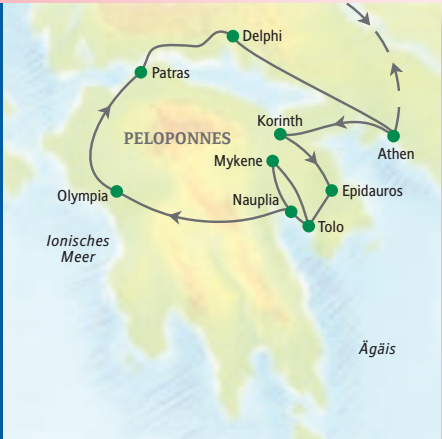 Delphi
Patras
Korinth
PELOPONNES
Athen
Mykene
Epidauros
Olympia
Nauplia
Tolo
Ionisches
Meer
Ägäis